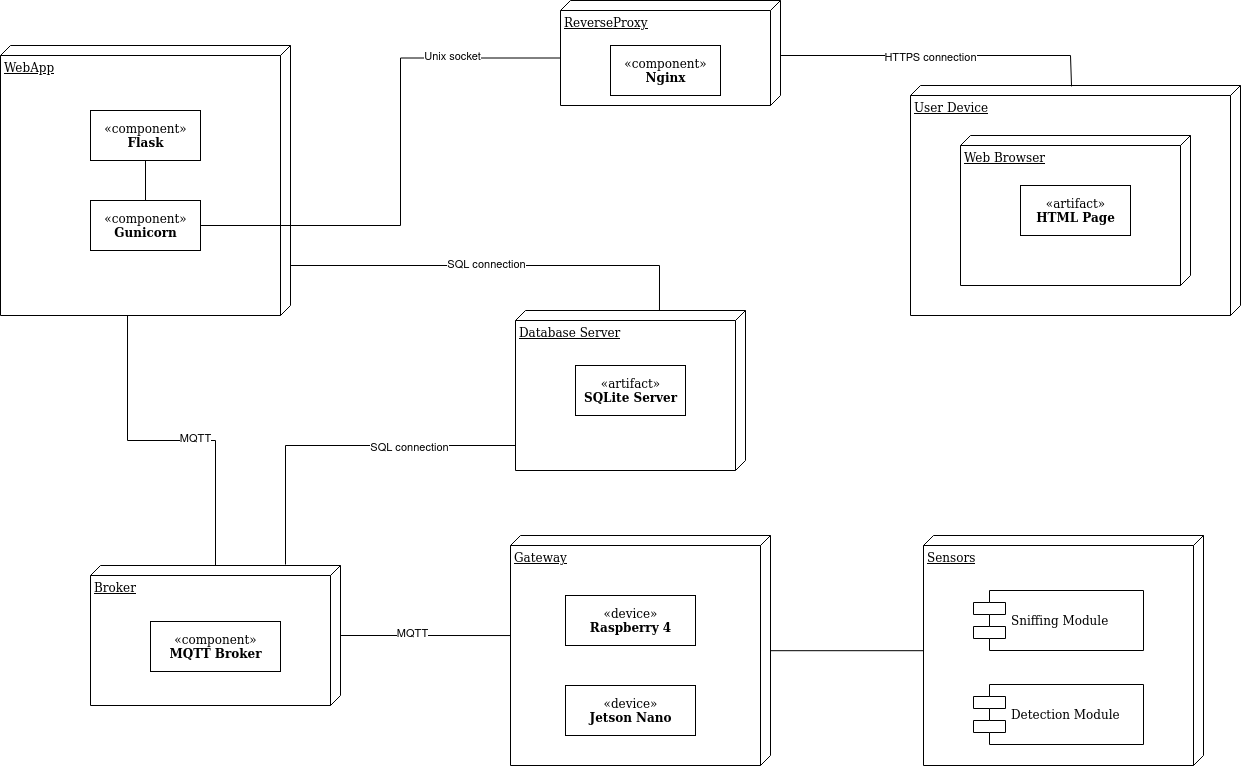 ReverseProxy
«component»
Nginx
WebApp
«component»
Flask
«component»
Gunicorn
Unix socket
HTTPS connection
User Device
Web Browser
«artifact»
HTML Page
SQL connection
Database Server
«artifact»
SQLite Server
MQTT
SQL connection
Broker
«component»
MQTT Broker
MQTT
Gateway
«device»
Raspberry 4
«device»
Jetson Nano
Sensors
Sniffing Module
Detection Module